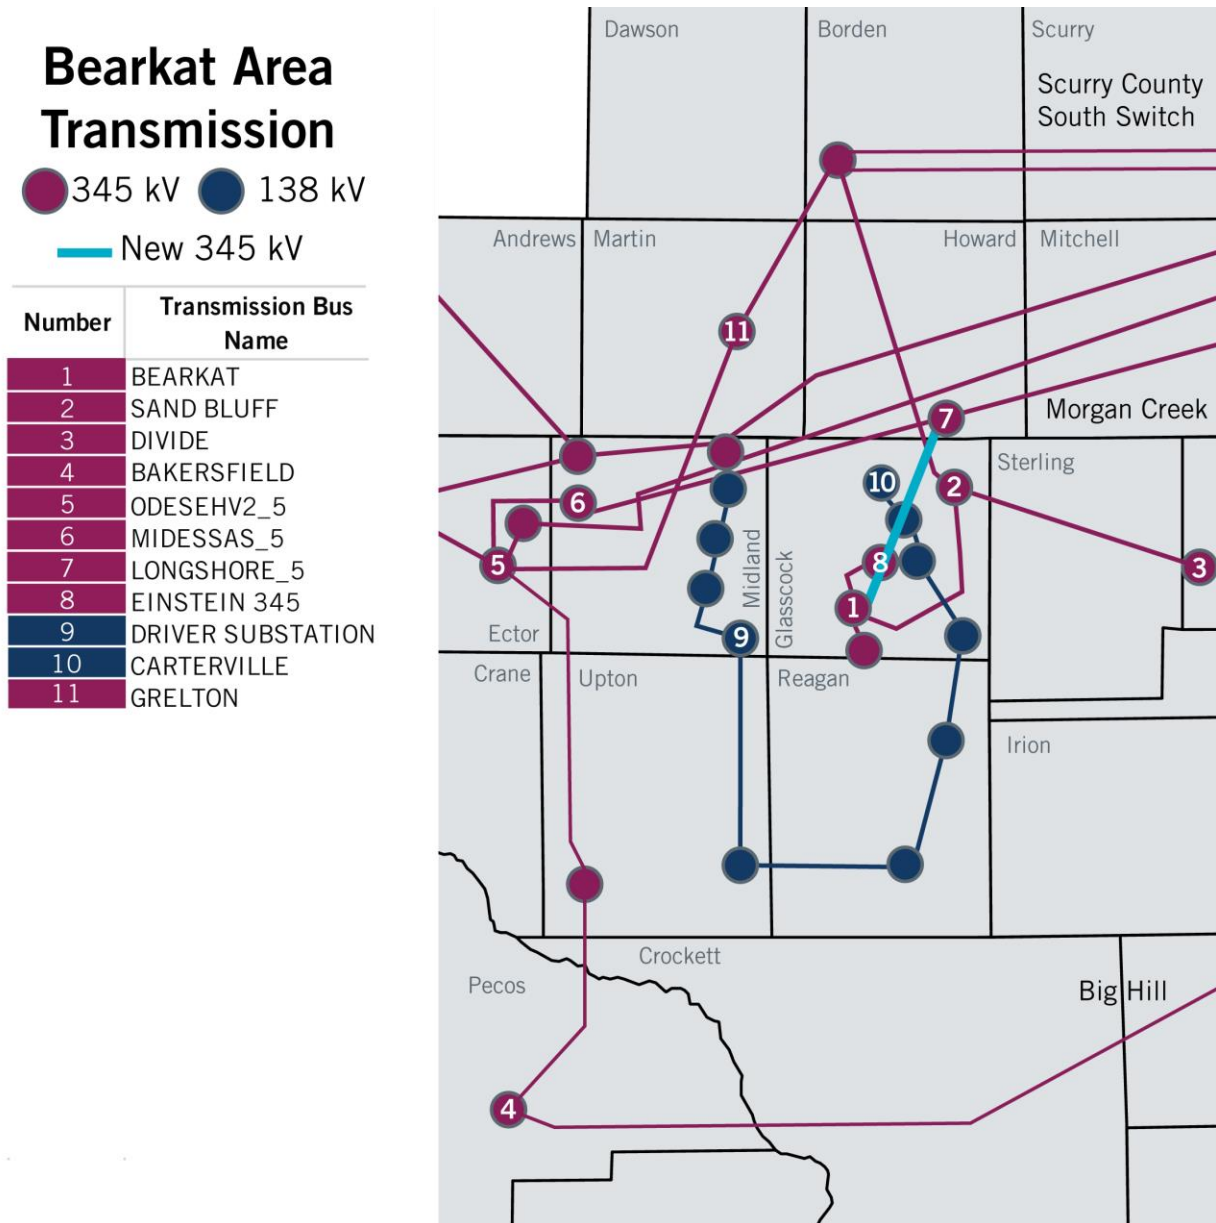 Bearkat Area
Transmission
345 kV 138 kV
New 345 kV
Number
Transmission Bus
Name
1 BEARKAT
2 SAND BLUFF
3 DIVIDE
4 BAKERSFIELD
5 ODESEHV2_5
6 MIDESSAS_5
7 LONGSHORE_5
8 EINSTEIN 345
9 DRIVER SUBSTATION
10 CARTERVILLE
11 GRELTON
Dawson
Borden
Scurry
Scurry County
South Switch
Andrews
Martin
Howard
Mitchell
11
7
Morgan Creek
Sterling
10
2
6
5
Midland
Glasscock
8
3
1
9
Ector
Crane
Upton
Reagan
Irion
Crockett
Pecos
Big Hill
4